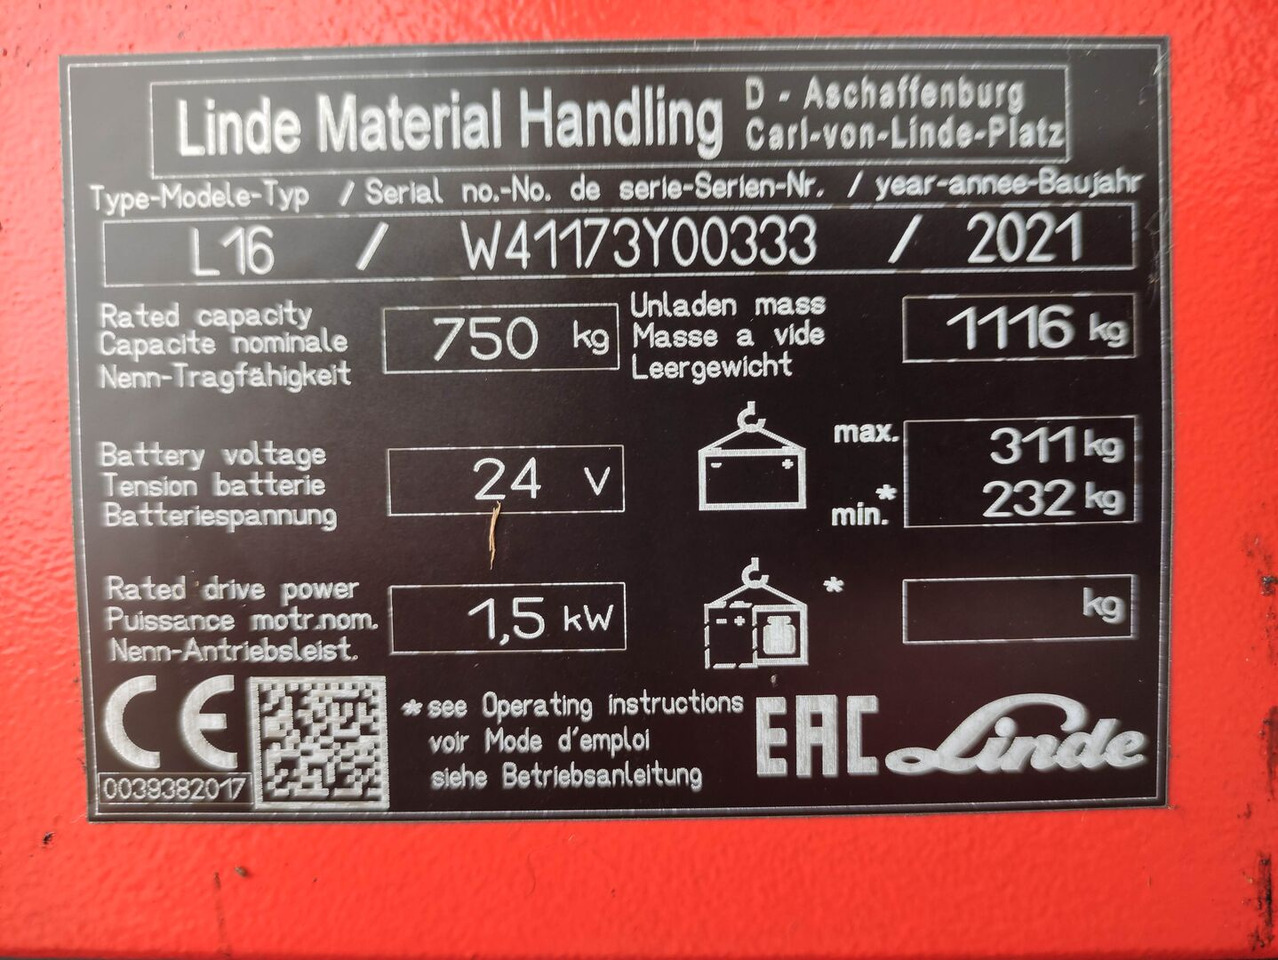 Linde Material Handling
D - Aschaffenburg
Carl-von-Linde-Platz
Type-Modele-Typ / Serial no.-No. de serie-Serien-Nr. / year-annee-Baujahr
L16 / W41173Y00333 / 2021
Rated capacity
Capacite nominale
Nenn-Tragfähigkeit
750 kg
Unladen mass
Masse a vide
Leergewicht
1116 kg
Battery voltage
Tension batterie
Batteriespannung
24 V
- +
max. 311 kg
min.* 232 kg
Rated drive power
Puissance motr.nom.
Nenn-Antriebsleist.
1,5 kW
- +
*
kg
CE
0039382017
*see Operating instructions
voir Mode d'emploi
siehe Betriebsanleitung
EAC
Linde